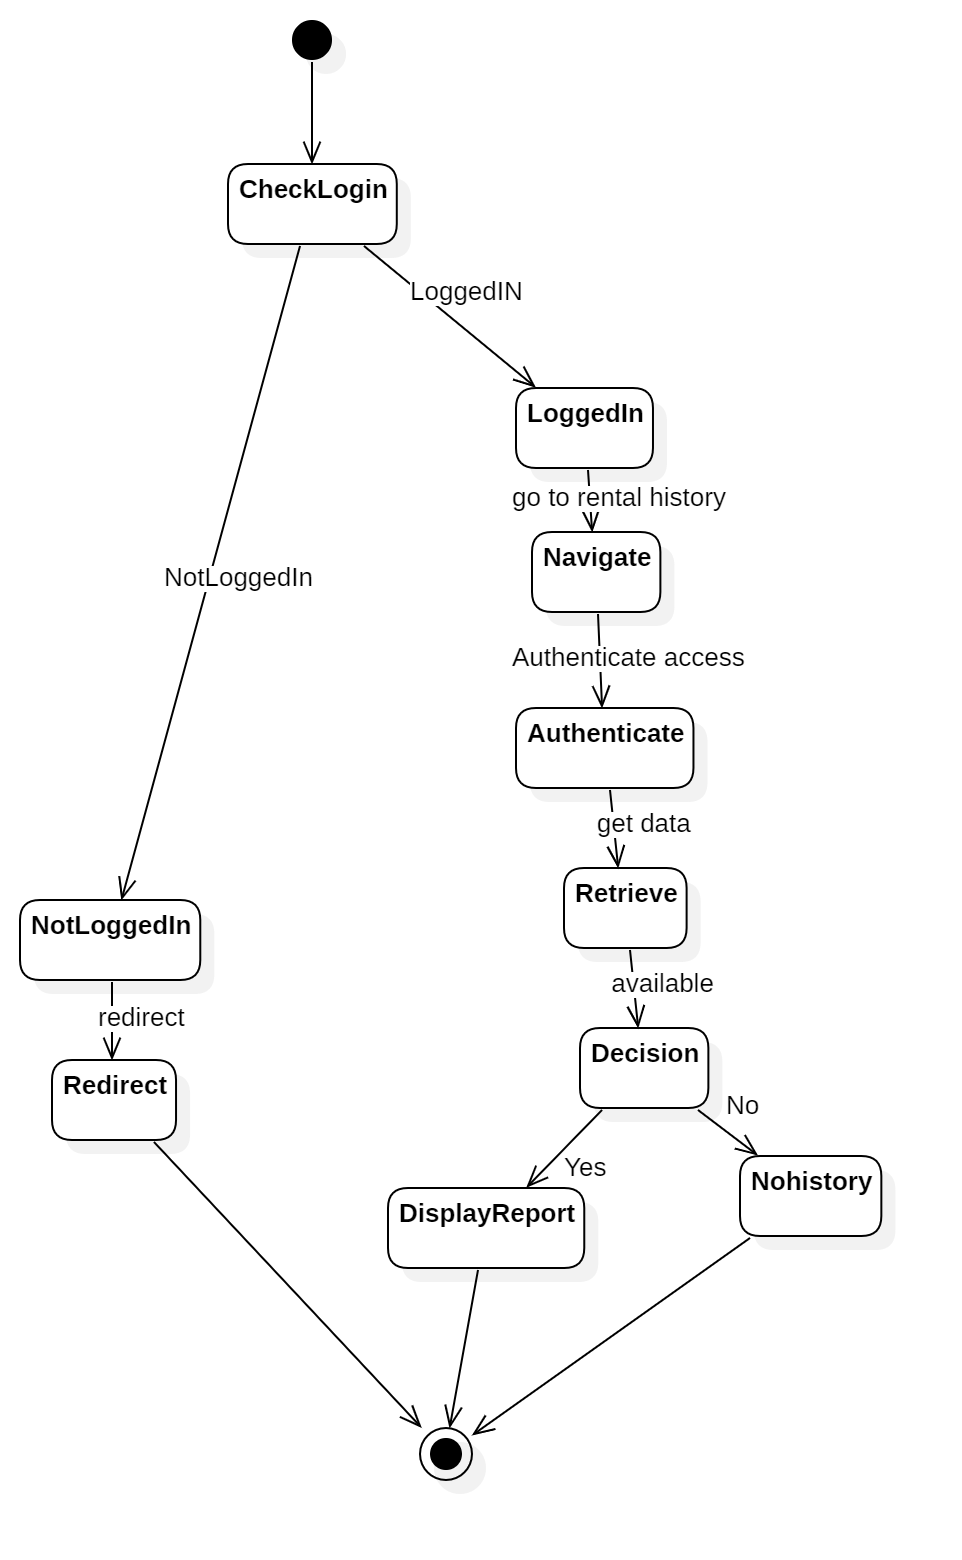 CheckLogin
LoggedIN
LoggedIn
go to rental history
Navigate
NotLoggedIn
Authenticate access
Authenticate
get data
Retrieve
NotLoggedIn
available
redirect
Decision
Redirect
No
Yes
Nohistory
DisplayReport